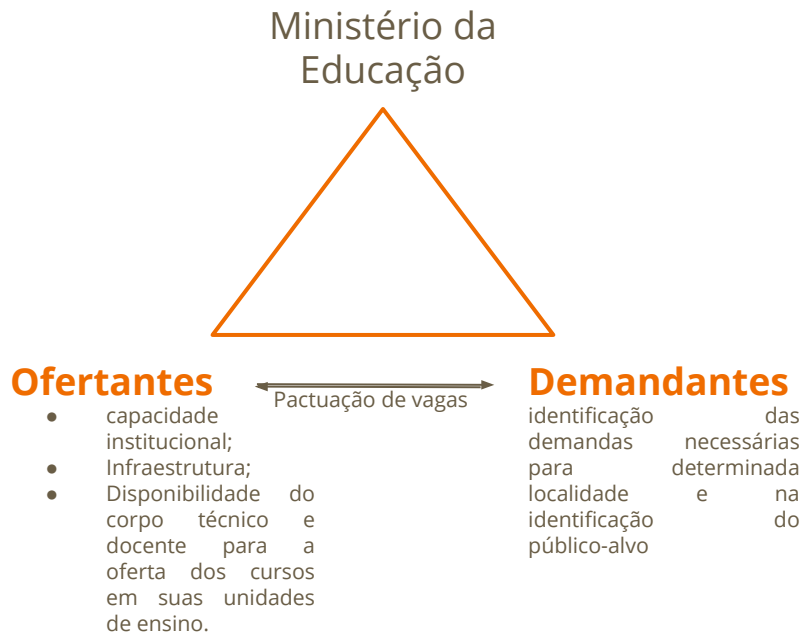 Ministério da
Educação
Ofertantes
● capacidade
institucional;
● Infraestrutura;
● Disponibilidade do
corpo técnico e
docente para a
oferta dos cursos
em suas unidades
de ensino.
Pactuação de vagas
Demandantes
identificação das
demandas necessárias
para determinada
localidade e na
identificação do
público-alvo